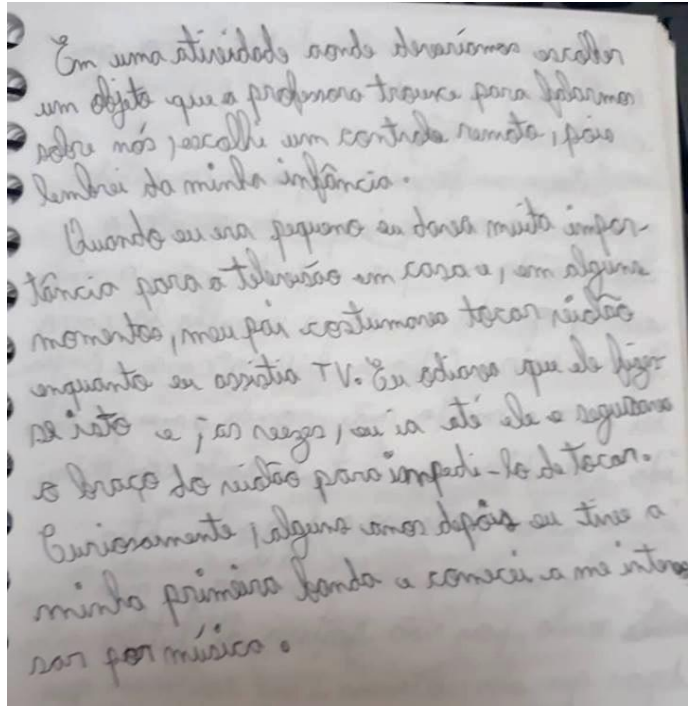 Em uma atividade aonde deveríamos escolher
um objeto que a professora trouxe para falarmos
sobre nós, escolhi um controle remoto, pois
lembrei da minha infância.
Quando eu era pequeno eu dava muita impor-
tância para a televisão em casa e, em alguns
momentos, meu pai costumava tocar violão
enquanto eu assistia TV. Eu odiava que ele fizes-
se isto e, as vezes, eu ia até ele e segurava
o braço do violão para impedi-lo de tocar.
Curiosamente, alguns anos depois eu tive a
minha primeira banda e comecei a me interes
sar por música.